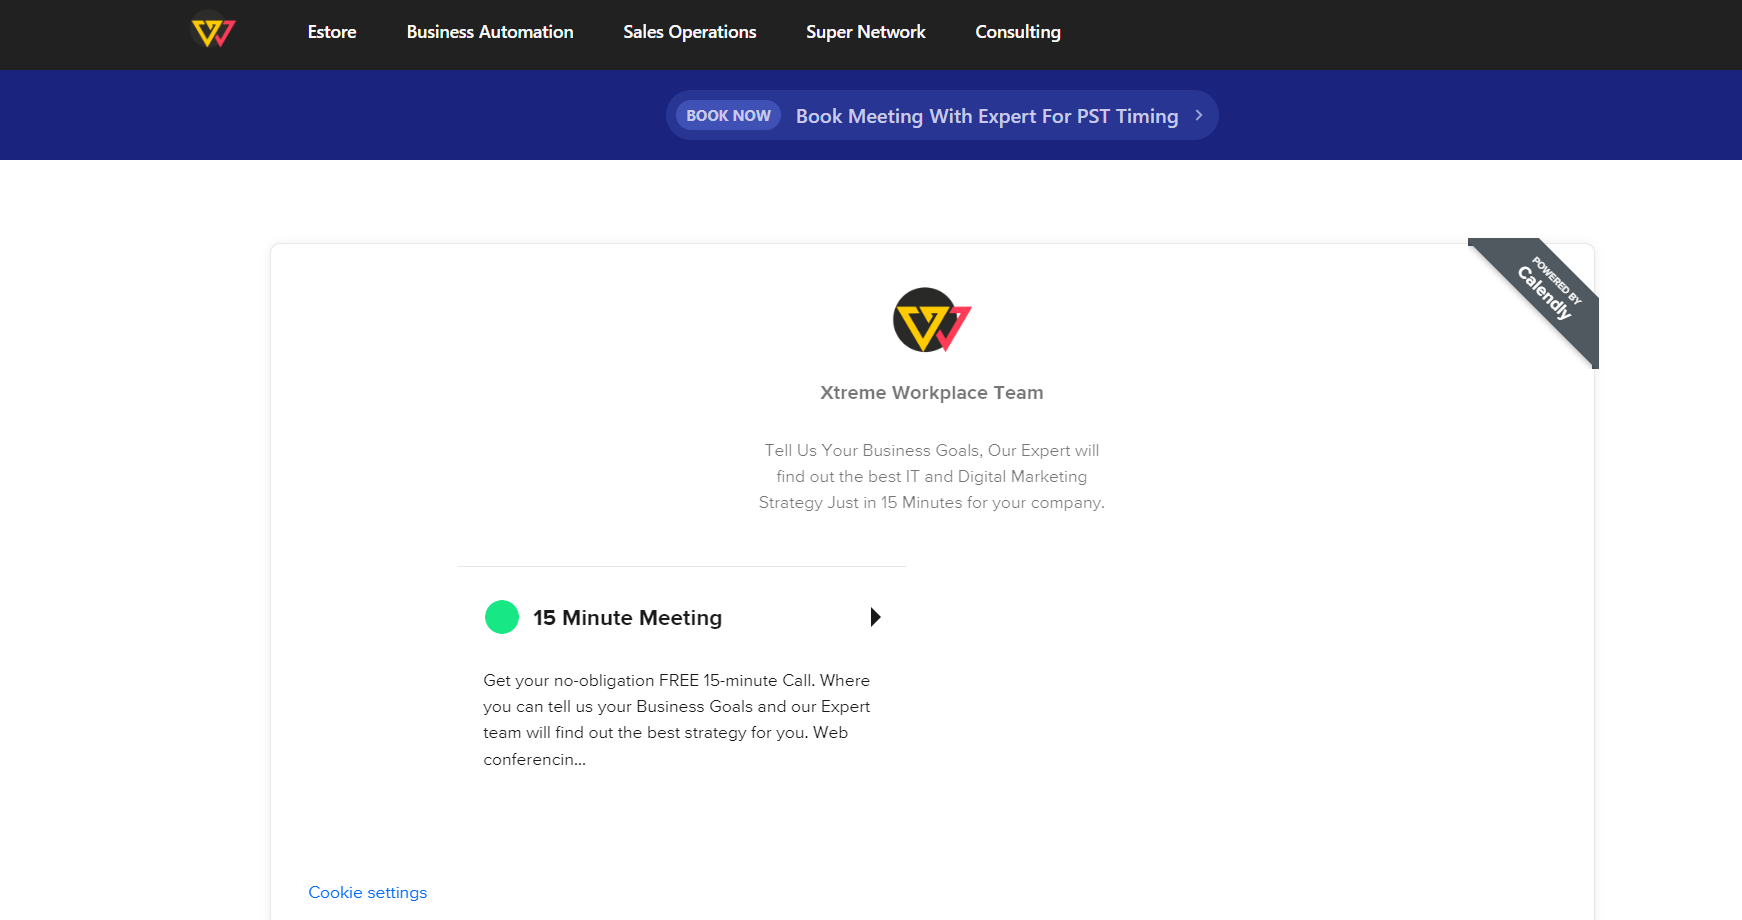 Estore
Business Automation
Sales Operations
Super Network
Consulting
BOOK NOW
Book Meeting With Expert For PST Timing
POWERED BY
Calendly
Xtreme Workplace Team
Tell Us Your Business Goals, Our Expert will
find out the best IT and Digital Marketing
Strategy Just in 15 Minutes for your company.
15 Minute Meeting
Get your no-obligation FREE 15-minute Call. Where
you can tell us your Business Goals and our Expert
team will find out the best strategy for you. Web
conferencin...
Cookie settings